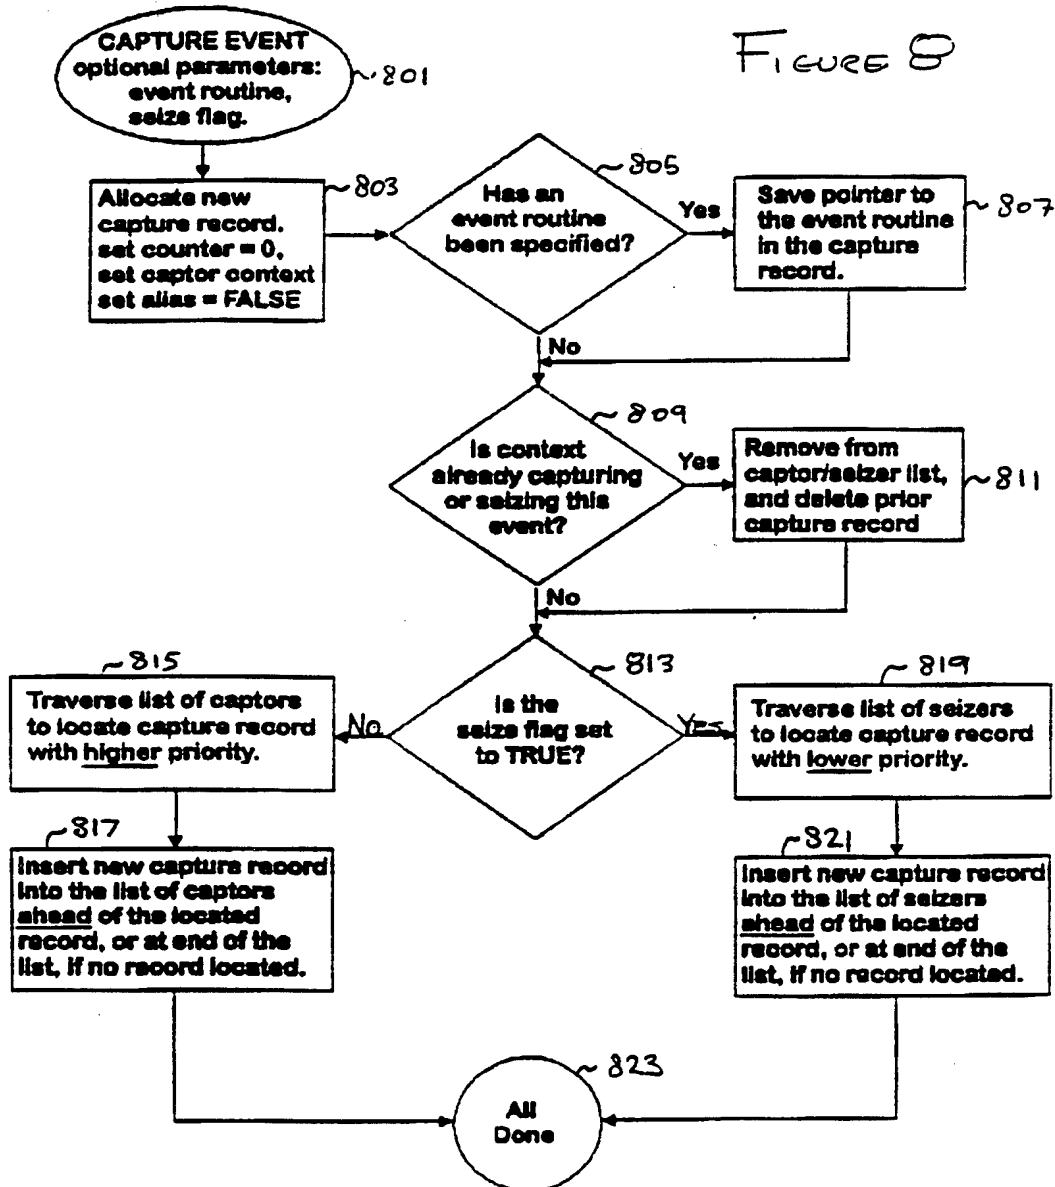 FIGURE 8
CAPTURE EVENT
optional parameters:
event routine,
seize flag.
801
Allocate new
capture record.
set counter = 0,
set captor context
set alias = FALSE
803
Has an
event routine
been specified?
805
Yes
Save pointer to
the event routine
in the capture
record.
807
No
Is context
already capturing
or seizing this
event?
809
Yes
Remove from
captor/seizer list,
and delete prior
capture record
811
No
Is the
seize flag set
to TRUE?
813
No
Yes
815
Traverse list of captors
to locate capture record
with higher priority.
819
Traverse list of seizers
to locate capture record
with lower priority.
817
Insert new capture record
into the list of captors
ahead of the located
record, or at end of the
list, if no record located.
821
Insert new capture record
into the list of seizers
ahead of the located
record, or at end of the
list, if no record located.
823
All
Done